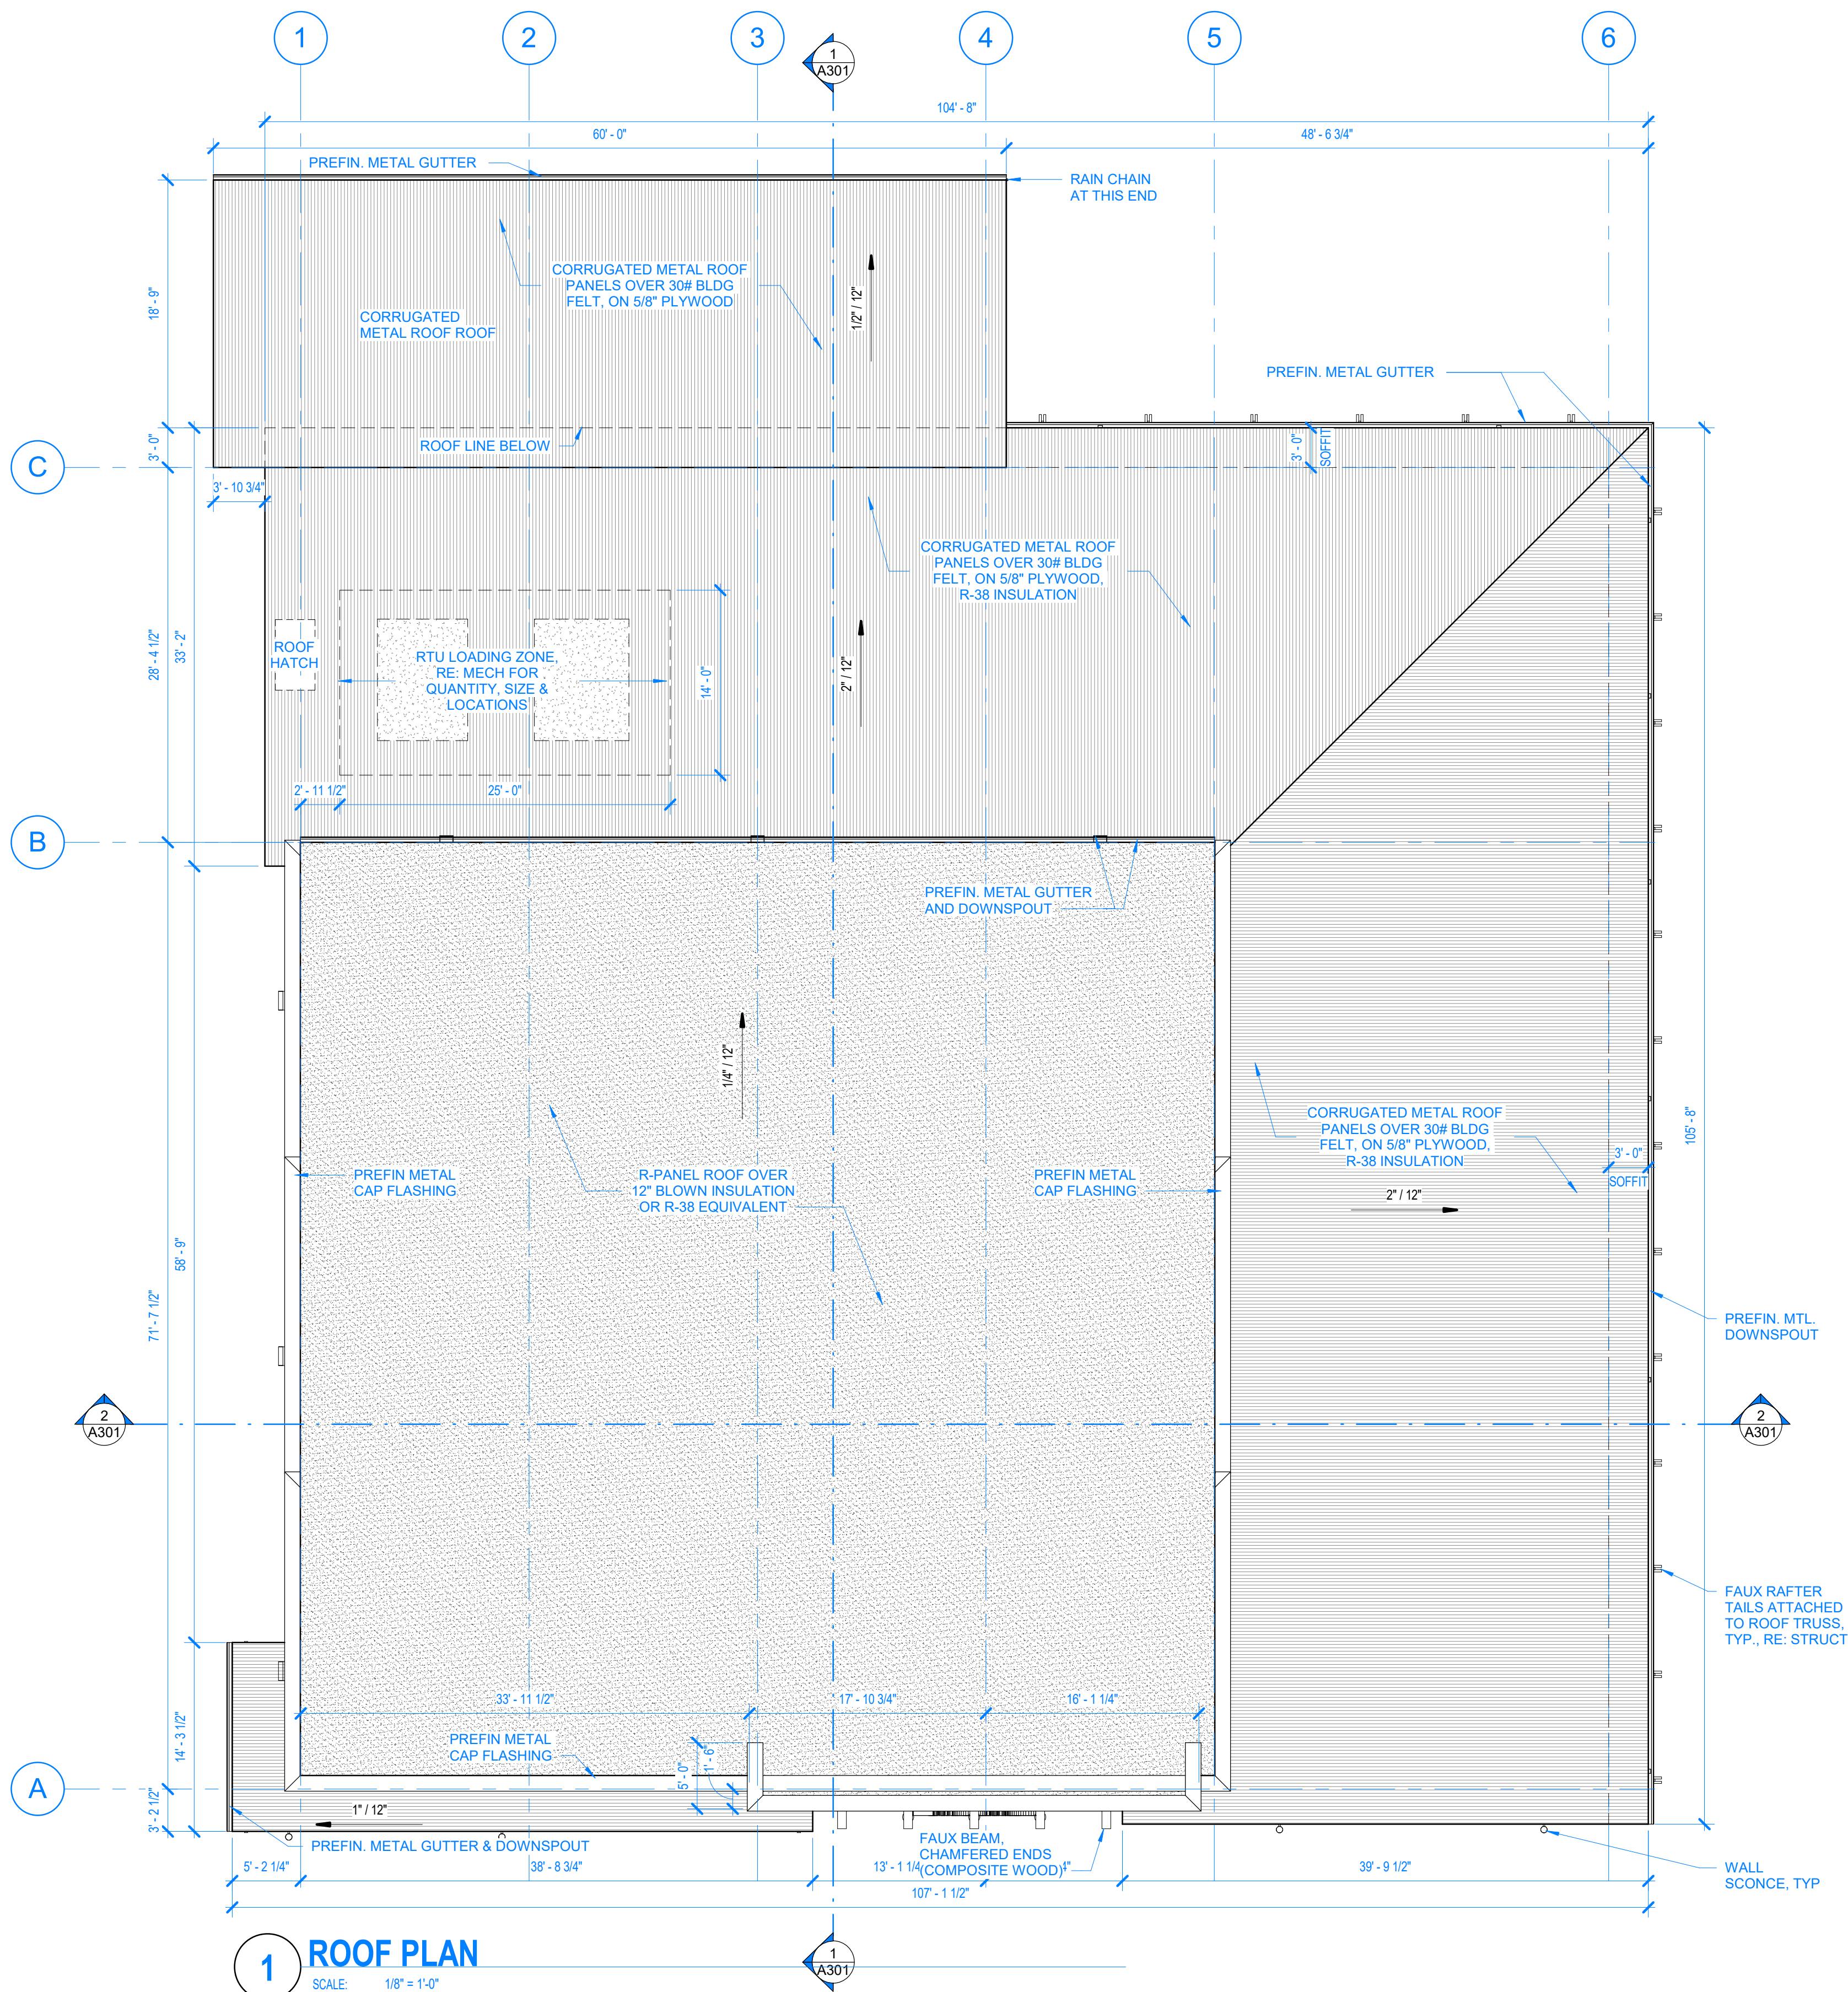 1
2
3
4
5
6
1
A301
104' - 8"
60' - 0"
48' - 6 3/4"
PREFIN. METAL GUTTER
RAIN CHAIN
AT THIS END
18' - 9"
CORRUGATED METAL ROOF
PANELS OVER 30# BLDG
FELT, ON 5/8" PLYWOOD
1/2" / 12"
CORRUGATED
METAL ROOF ROOF
PREFIN. METAL GUTTER
C
3' - 0"
ROOF LINE BELOW
3' - 0"
SOFFIT
3' - 10 3/4"
CORRUGATED METAL ROOF
PANELS OVER 30# BLDG
FELT, ON 5/8" PLYWOOD,
R-38 INSULATION
28' - 4 1/2"
33' - 2"
ROOF
HATCH
RTU LOADING ZONE,
RE: MECH FOR
QUANTITY, SIZE &
LOCATIONS
14' - 0"
2" / 12"
2' - 11 1/2"
25' - 0"
B
PREFIN. METAL GUTTER
AND DOWNSPOUT
1/4" / 12"
CORRUGATED METAL ROOF
PANELS OVER 30# BLDG
FELT, ON 5/8" PLYWOOD,
R-38 INSULATION
105' - 8"
3' - 0"
SOFFIT
PREFIN METAL
CAP FLASHING
R-PANEL ROOF OVER
12" BLOWN INSULATION
OR R-38 EQUIVALENT
PREFIN METAL
CAP FLASHING
2" / 12"
58' - 9"
71' - 7 1/2"
PREFIN. MTL.
DOWNSPOUT
2
A301
2
A301
FAUX RAFTER
TAILS ATTACHED
TO ROOF TRUSS,
TYP., RE: STRUCT
33' - 11 1/2"
17' - 10 3/4"
16' - 1 1/4"
14' - 3 1/2"
PREFIN METAL
CAP FLASHING
5' - 0"
1' - 6"
A
3' - 2 1/2"
1" / 12"
PREFIN. METAL GUTTER & DOWNSPOUT
FAUX BEAM,
CHAMFERED ENDS
(COMPOSITE WOOD)
5' - 2 1/4"
38' - 8 3/4"
13' - 1 1/4
4"
39' - 9 1/2"
WALL
SCONCE, TYP
107' - 1 1/2"
1
ROOF PLAN
SCALE: 1/8" = 1'-0"
1
A301